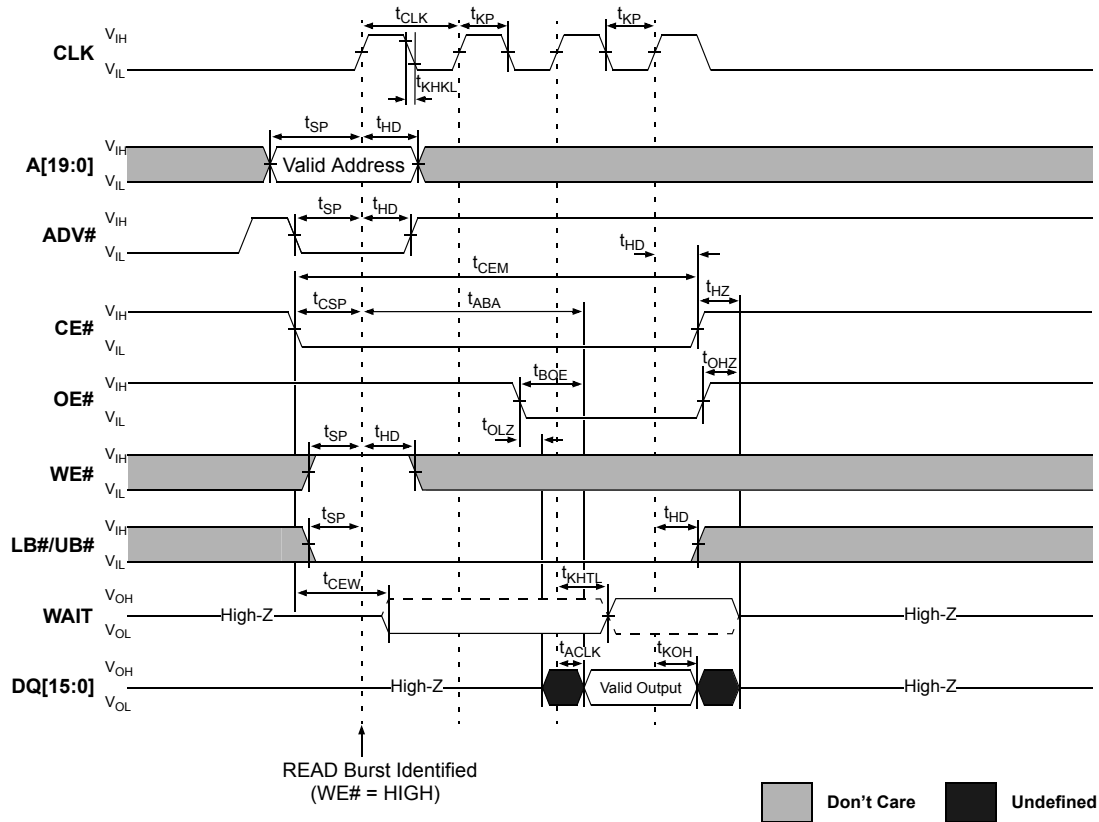 tCLK tKP tKP
CLK VIH
VIL
tKHKL
tSP tHD
A[19:0] VIH
VIL
Valid Address
tSP tHD
ADV# VIH
VIL
tHD
tCEM
tCSP tABA tHZ
CE# VIH
VIL
tBOE tOHZ
OE# VIH
VIL
tOLZ
tSP tHD
WE# VIH
VIL
tSP tHD
LB#/UB# VIH
VIL
tCEW tKHTL
WAIT VOH
VOL
High-Z High-Z
tACLK tKOH
DQ[15:0] VOH
VOL
High-Z Valid Output High-Z
READ Burst Identified
(WE# = HIGH)
Don't Care Undefined